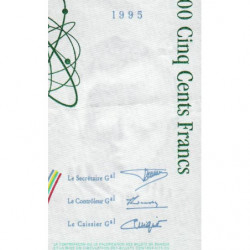 1995
00 Cinq Cents Francs
Le Secrétaire Gal
Le Contrôleur Gal
Le Caissier Gal